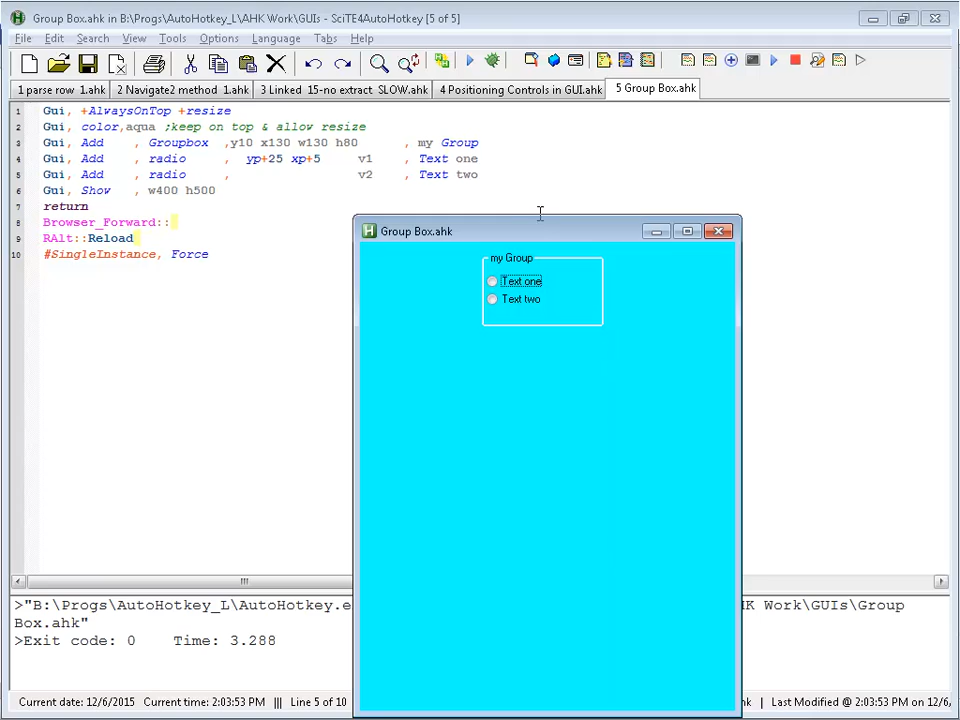 Group Box.ahk in B:\Progs\AutoHotkey_L\AHK Work\GUIs - SciTE4AutoHotkey [5 of 5]
File Edit Search View Tools Options Language Tabs Help
1 parse row 1.ahk 2 Navigate2 method 1.ahk 3 Linked 15-no extract SLOW.ahk 4 Positioning Controls in GUI.ahk 5 Group Box.ahk
1 Gui, +AlwaysOnTop +resize
2 Gui, color,aqua ;keep on top & allow resize
3 Gui, Add , Groupbox ,y10 x130 w130 h80 , my Group
4 Gui, Add , radio , yp+25 xp+5 v1 , Text one
5 Gui, Add , radio , v2 , Text two
6 Gui, Show , w400 h500
7 return
8 Browser_Forward::
9 RAlt::Reload
10 #SingleInstance, Force
Group Box.ahk
my Group
Text one
Text two
>"B:\Progs\AutoHotkey_L\AutoHotkey.e K Work\GUIs\Group
Box.ahk"
>Exit code: 0 Time: 3.288
Current date: 12/6/2015 Current time: 2:03:53 PM ||| Line 5 of 10 hk | Last Modified @ 2:03:53 PM on 12/6,